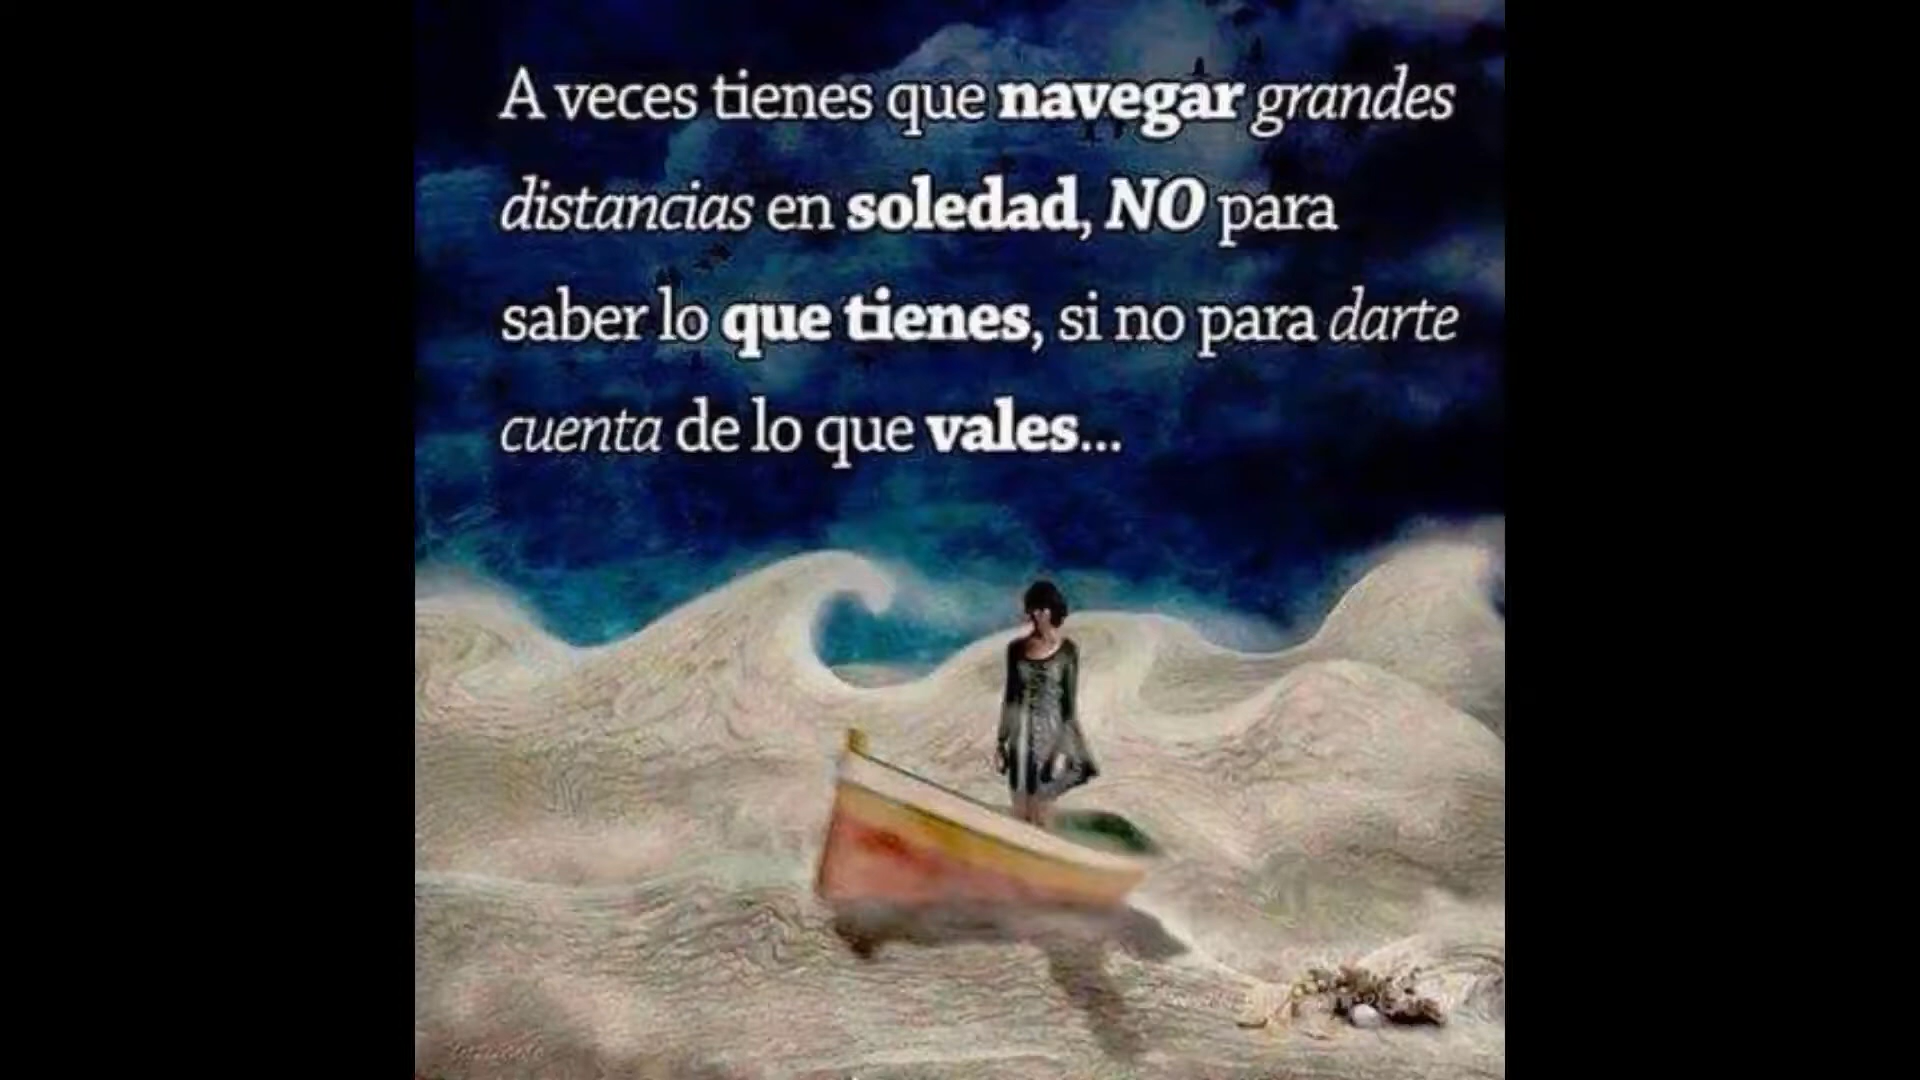 A veces tienes que navegar grandes
distancias en soledad, NO para
saber lo que tienes, si no para darte
cuenta de lo que vales...